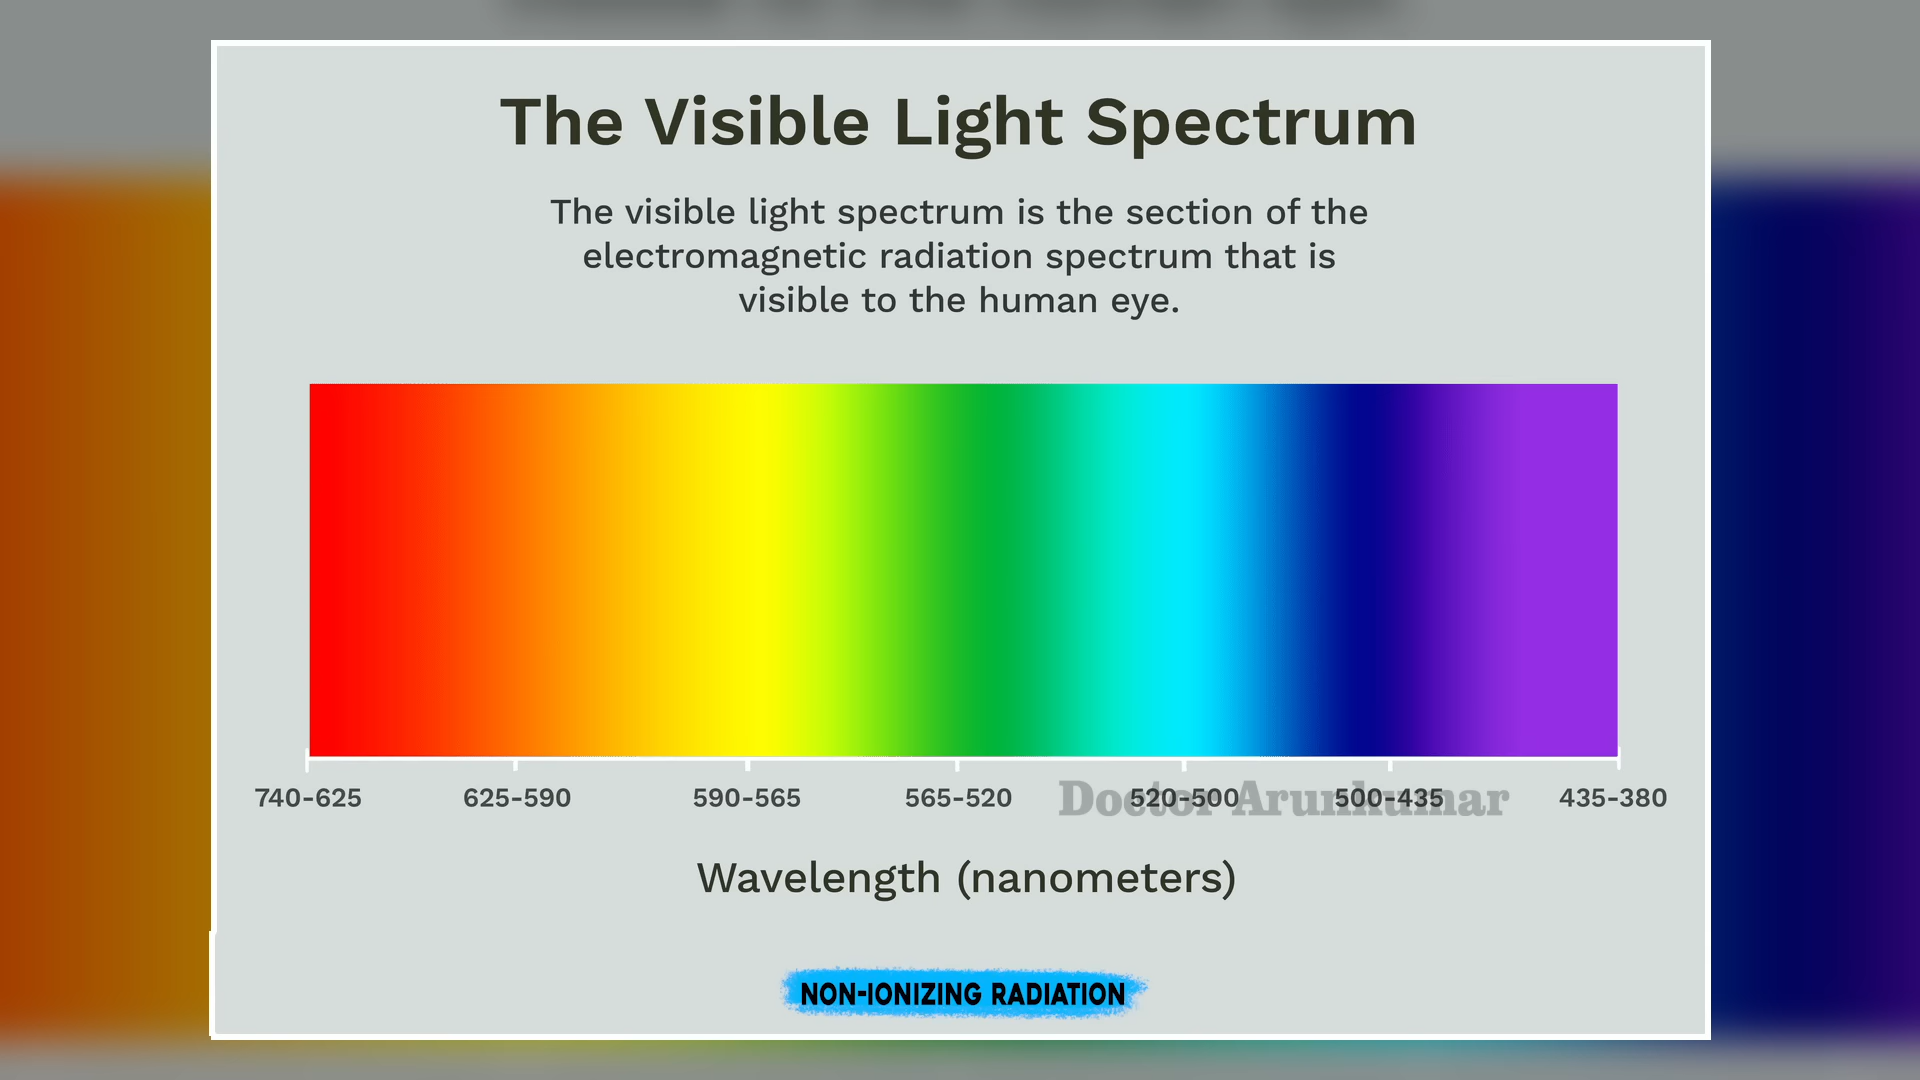 The Visible Light Spectrum
The visible light spectrum is the section of the
electromagnetic radiation spectrum that is
visible to the human eye.
740-625 625-590 590-565 565-520 520-500 500-435 435-380
Doctor Arunkumar
Wavelength (nanometers)
NON-IONIZING RADIATION